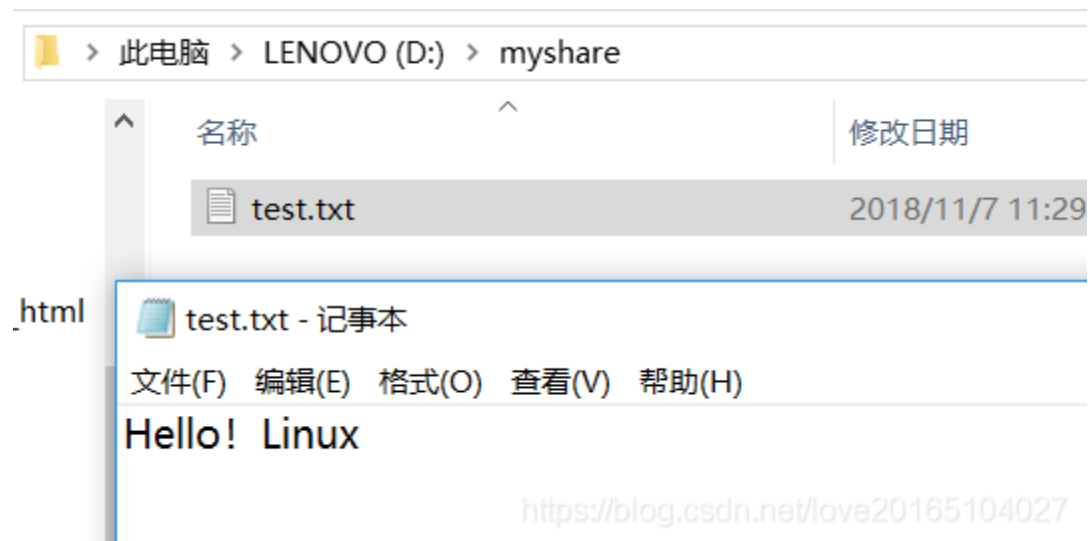 此电脑 > LENOVO (D:) > myshare
名称 修改日期
test.txt 2018/11/7 11:29
_html
test.txt - 记事本
文件(F) 编辑(E) 格式(O) 查看(V) 帮助(H)
Hello! Linux
https://blog.csdn.net/love20165104027